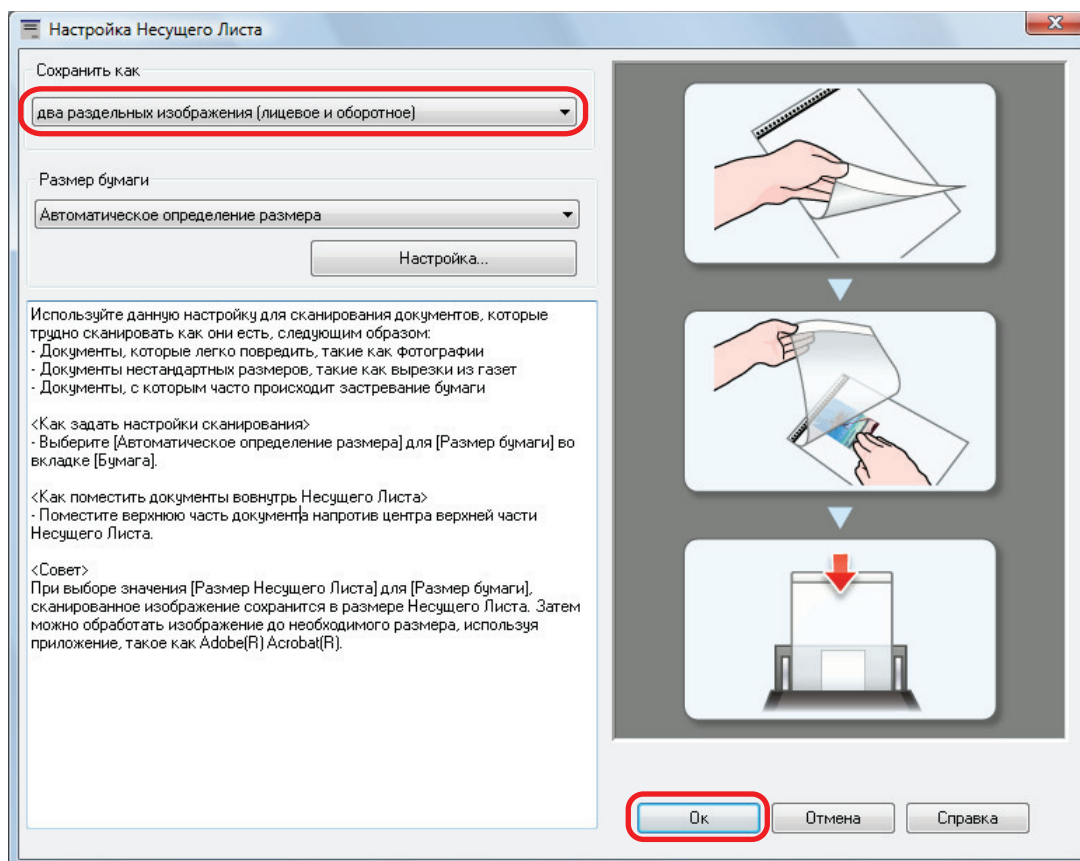 Настройка Несущего Листа
Сохранить как
два раздельных изображения (лицевое и оборотное)
Размер бумаги
Автоматическое определение размера
Настройка...
Используйте данную настройку для сканирования документов, которые
трудно сканировать как они есть, следующим образом:
- Документы, которые легко повредить, такие как фотографии
- Документы нестандартных размеров, такие как вырезки из газет
- Документы, с которым часто происходит застревание бумаги
<Как задать настройки сканирования>
- Выберите [Автоматическое определение размера] для [Размер бумаги] во
вкладке [Бумага].
<Как поместить документы вовнутрь Несущего Листа>
- Поместите верхнюю часть документа напротив центра верхней части
Несущего Листа.
<Совет>
При выборе значения [Размер Несущего Листа] для [Размер бумаги],
сканированное изображение сохранится в размере Несущего Листа. Затем
можно обработать изображение до необходимого размера, используя
приложение, такое как Adobe(R) Acrobat(R).
Ок
Отмена
Справка